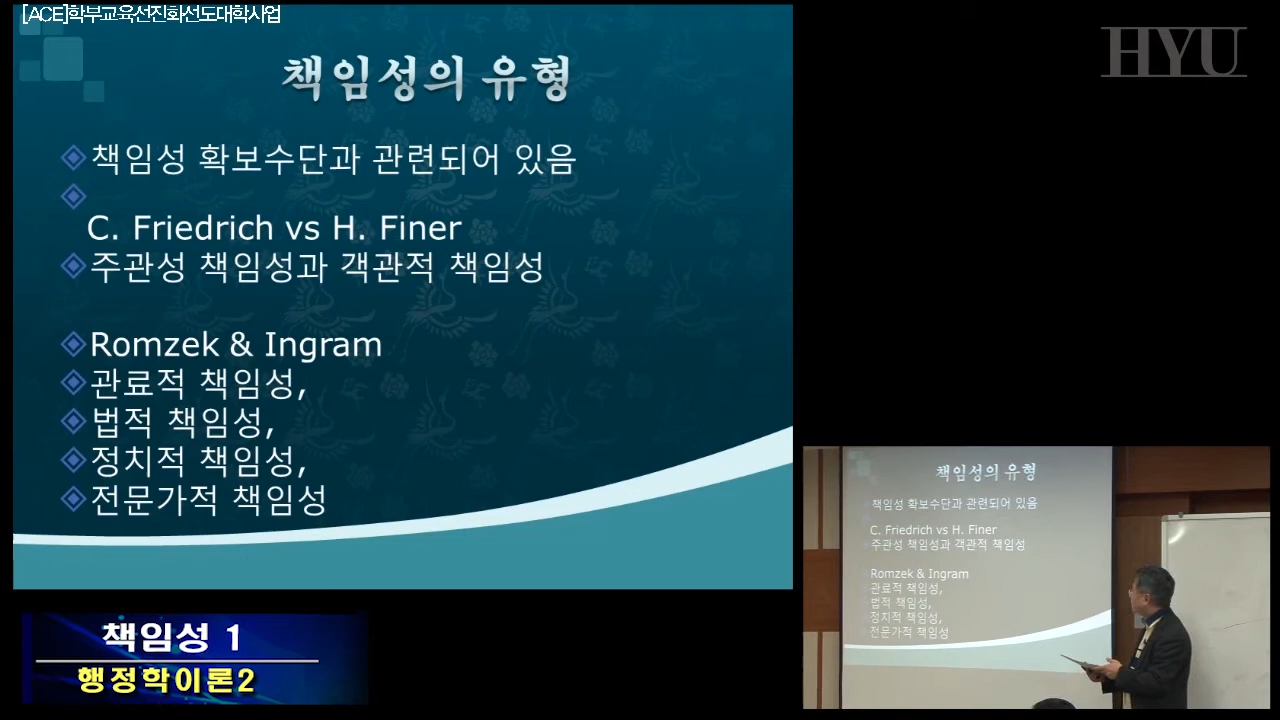 [ACE]학부교육선진화선도대학사업
HYU
책임성의 유형
책임성 확보수단과 관련되어 있음
C. Friedrich vs H. Finer
주관성 책임성과 객관적 책임성
Romzek & Ingram
관료적 책임성,
법적 책임성,
정치적 책임성,
전문가적 책임성
책임성의 유형
책임성 확보수단과 관련되어 있음
C. Friedrich vs H. Finer
주관성 책임성과 객관적 책임성
Romzek & Ingram
관료적 책임성,
법적 책임성,
정치적 책임성,
전문가적 책임성
책임성 1
행정학이론2